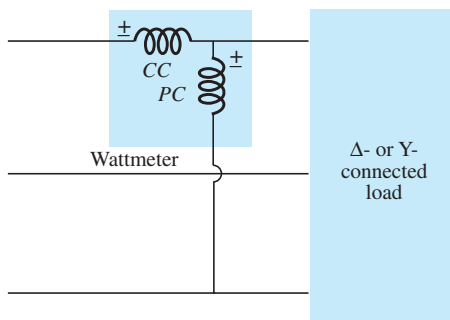 ±
CC
±
PC
Wattmeter
Δ- or Y-
connected
load